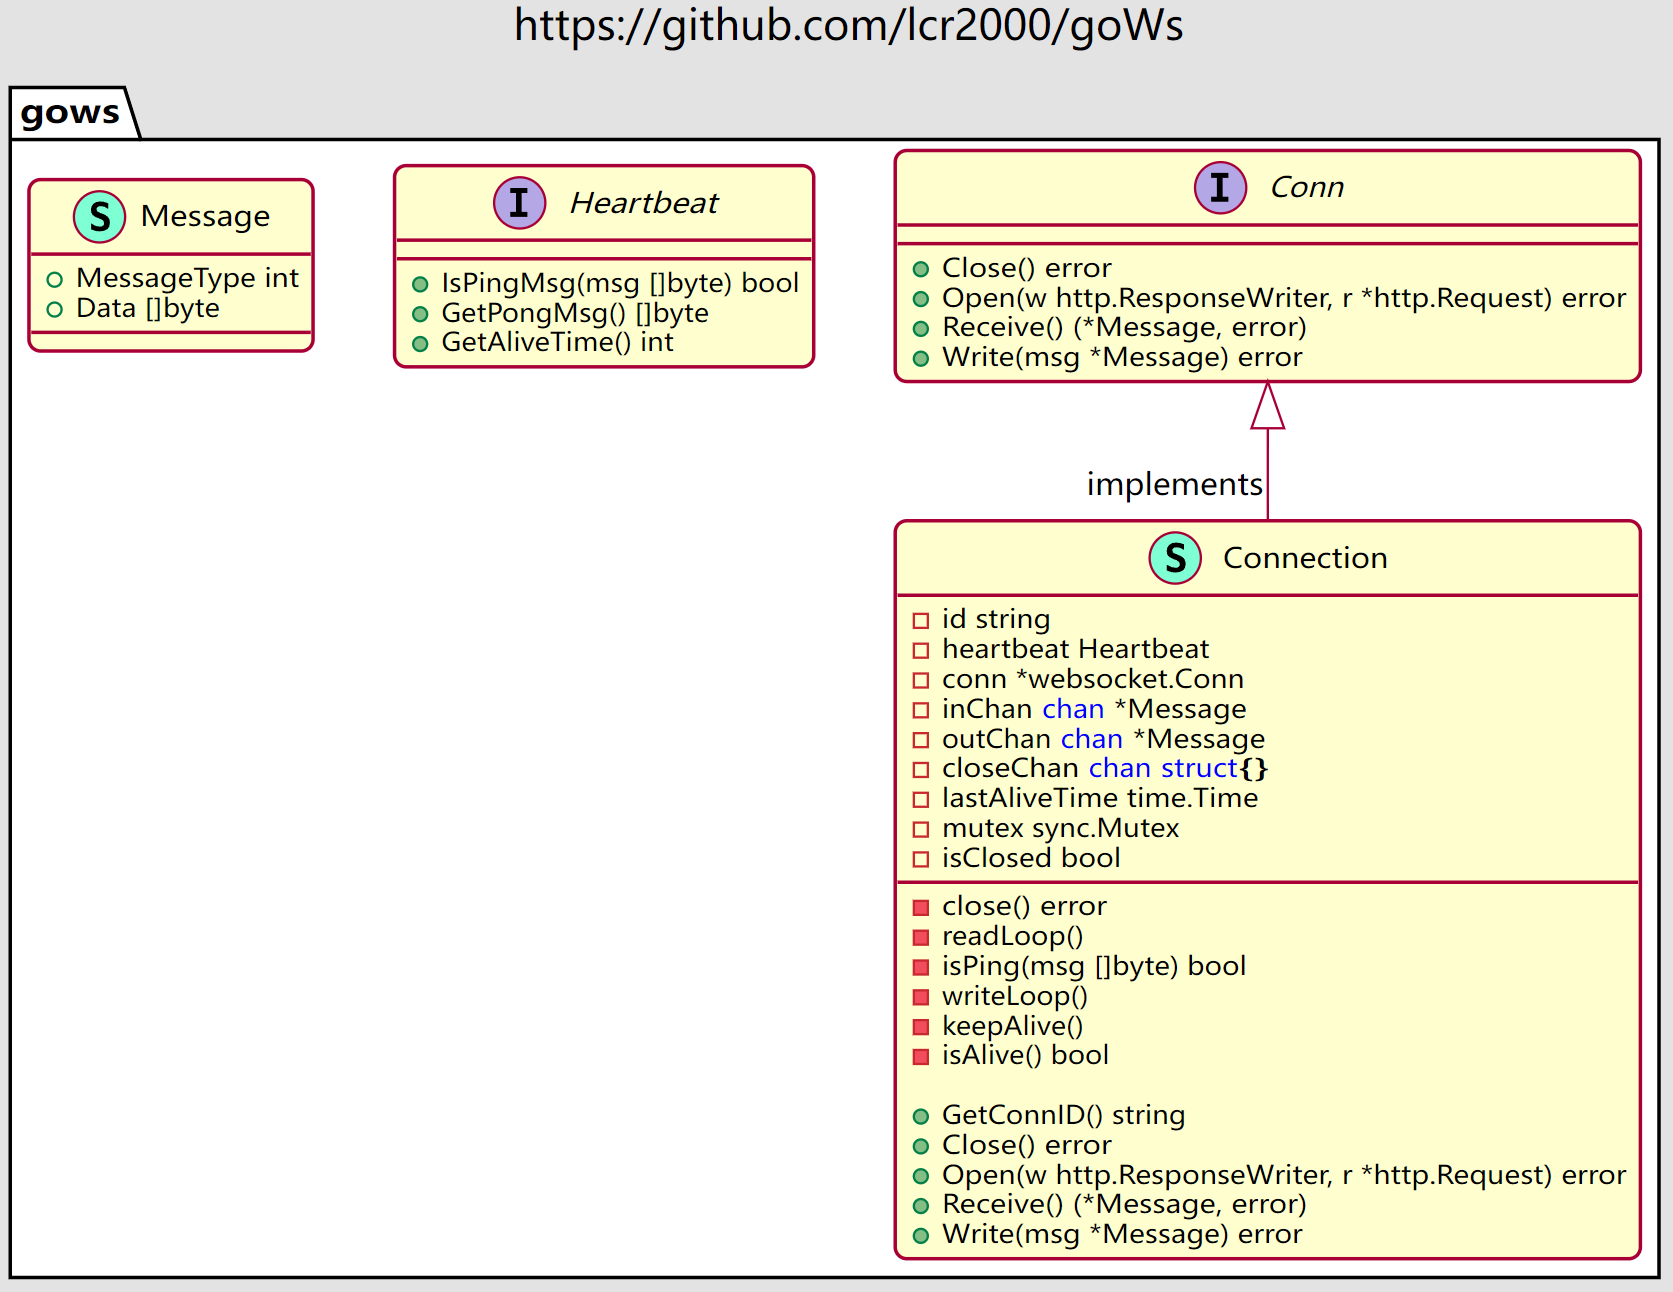 https://github.com/lcr2000/goWs
gows
S Message
MessageType int
Data []byte
I Heartbeat
IsPingMsg(msg []byte) bool
GetPongMsg() []byte
GetAliveTime() int
I Conn
Close() error
Open(w http.ResponseWriter, r *http.Request) error
Receive() (*Message, error)
Write(msg *Message) error
implements
S Connection
id string
heartbeat Heartbeat
conn *websocket.Conn
inChan chan *Message
outChan chan *Message
closeChan chan struct{}
lastAliveTime time.Time
mutex sync.Mutex
isClosed bool
close() error
readLoop()
isPing(msg []byte) bool
writeLoop()
keepAlive()
isAlive() bool
GetConnID() string
Close() error
Open(w http.ResponseWriter, r *http.Request) error
Receive() (*Message, error)
Write(msg *Message) error